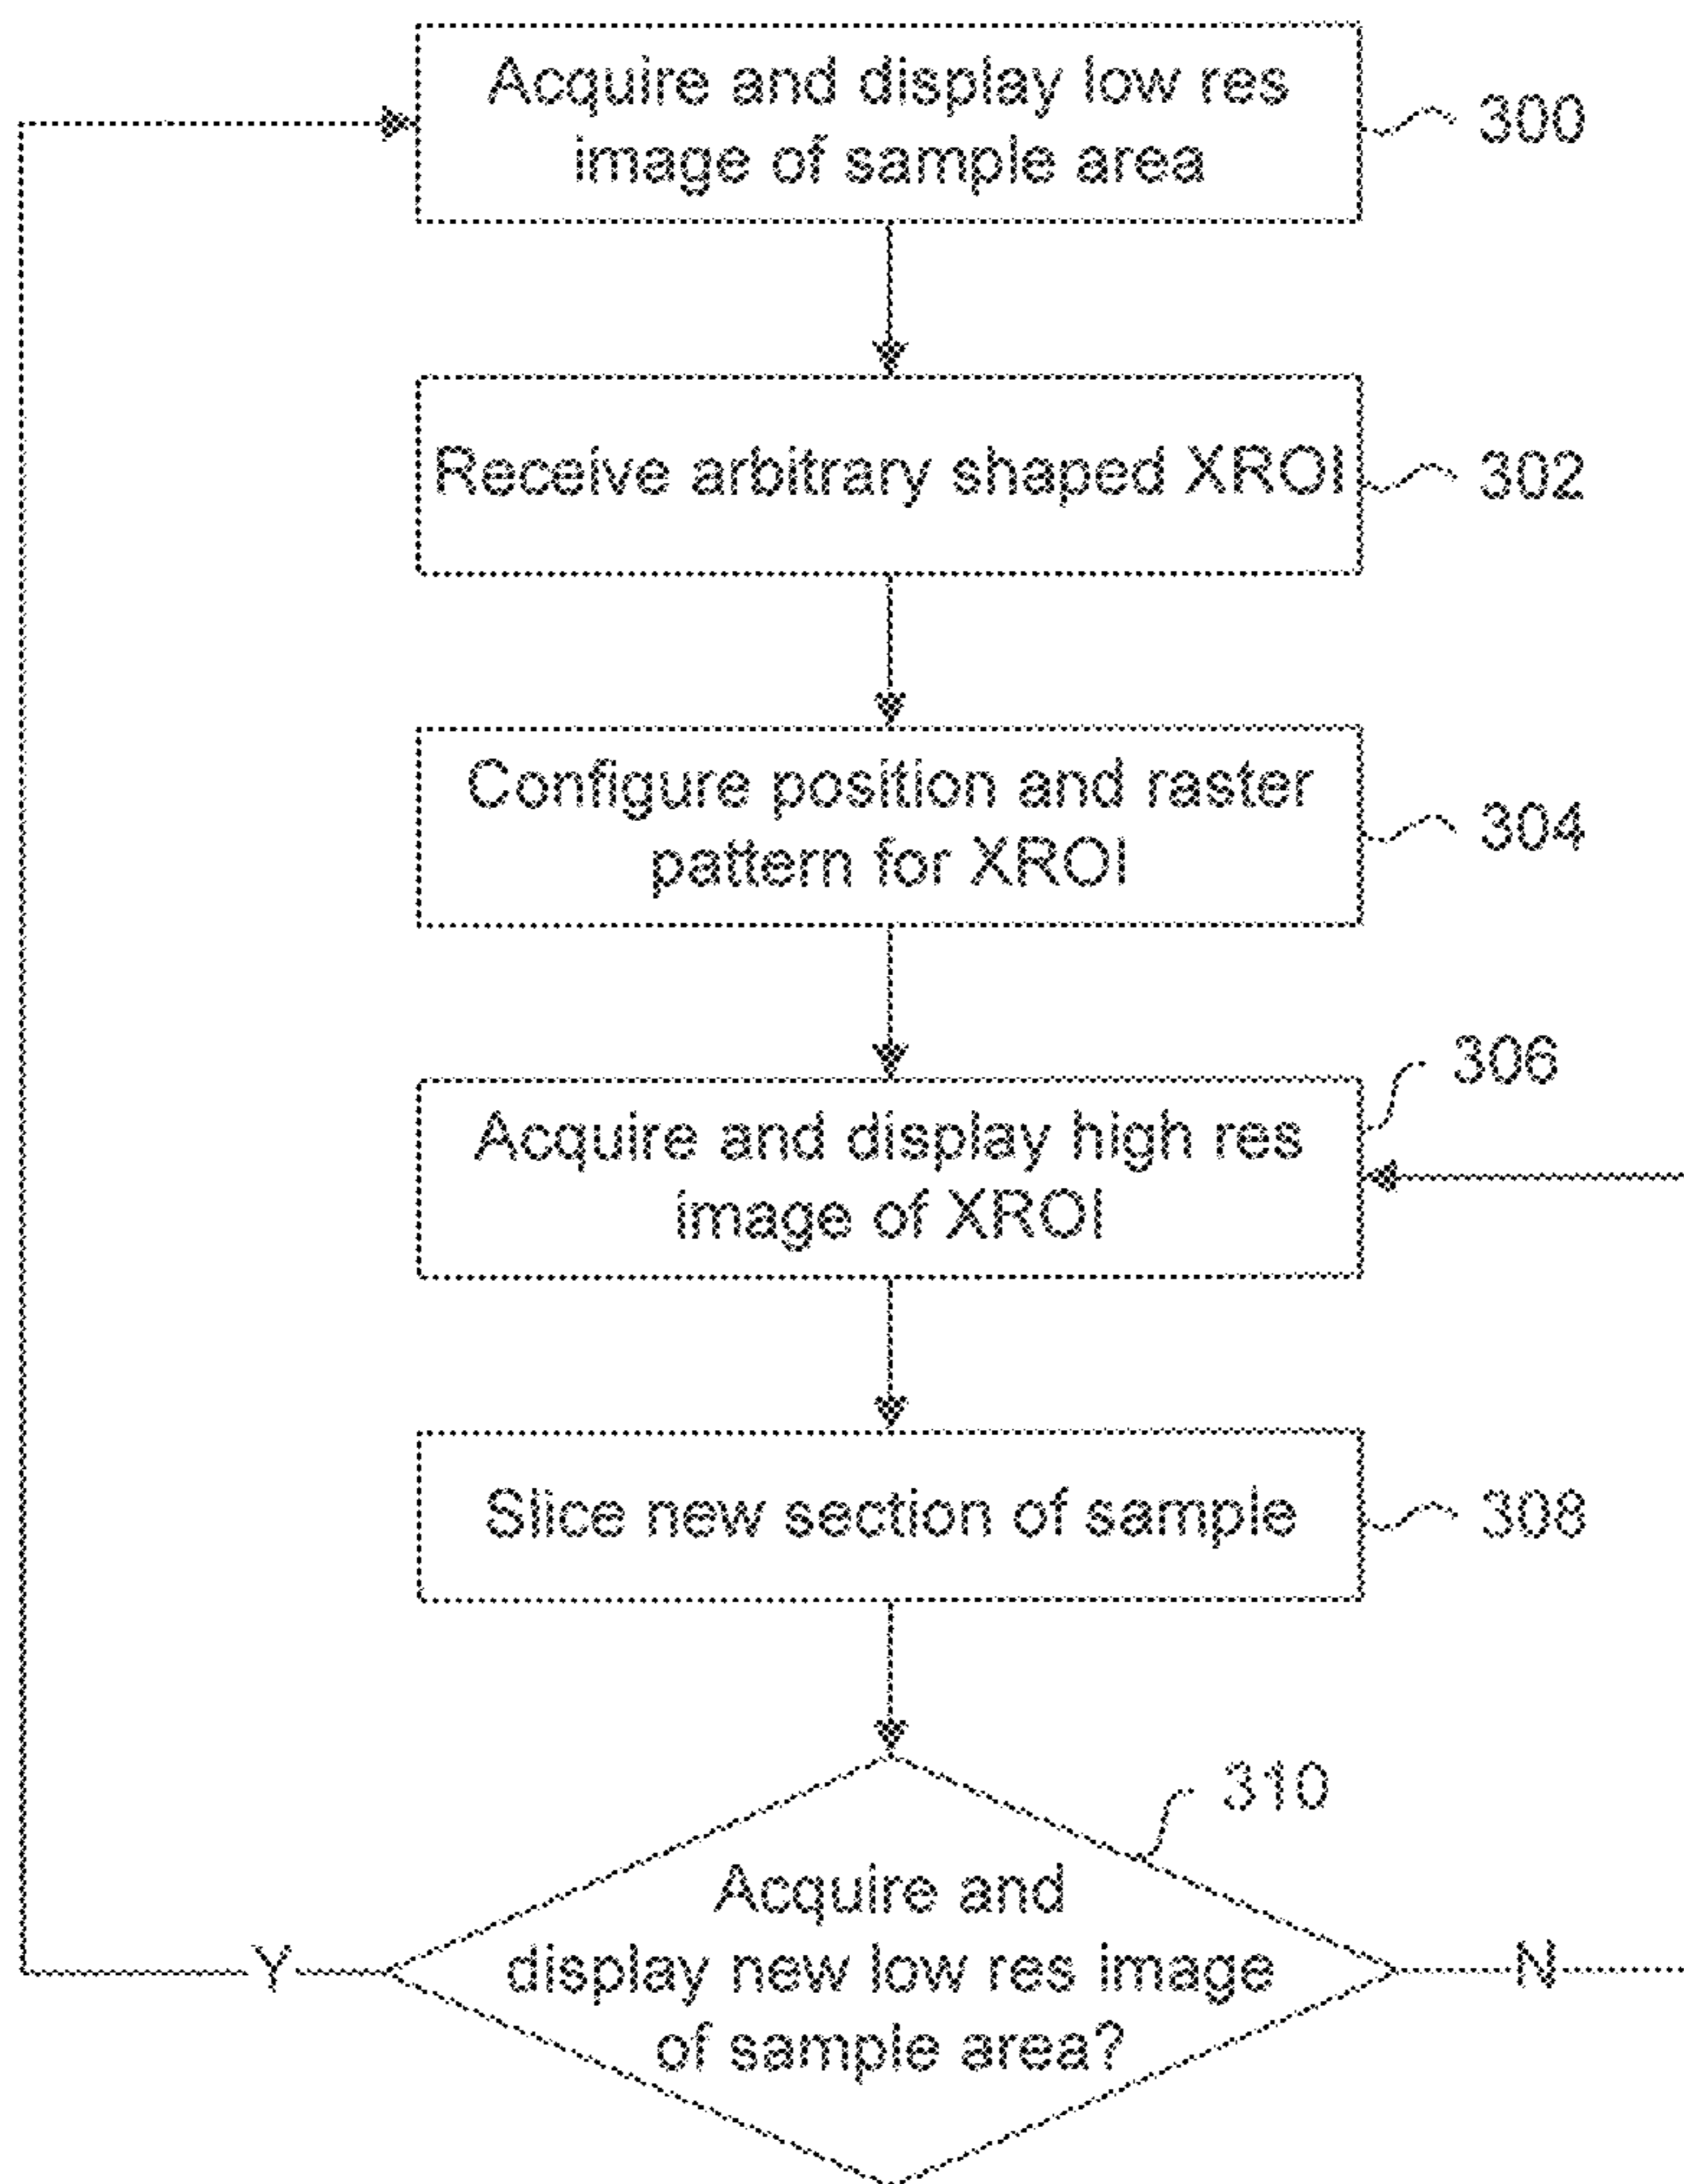 Acquire and display low res
image of sample area
300
Receive arbitrary shaped XROI
302
Configure position and raster
pattern for XROI
304
306
Acquire and display high res
image of XROI
Slice new section of sample
308
310
Acquire and
display new low res image
of sample area?
Y
N